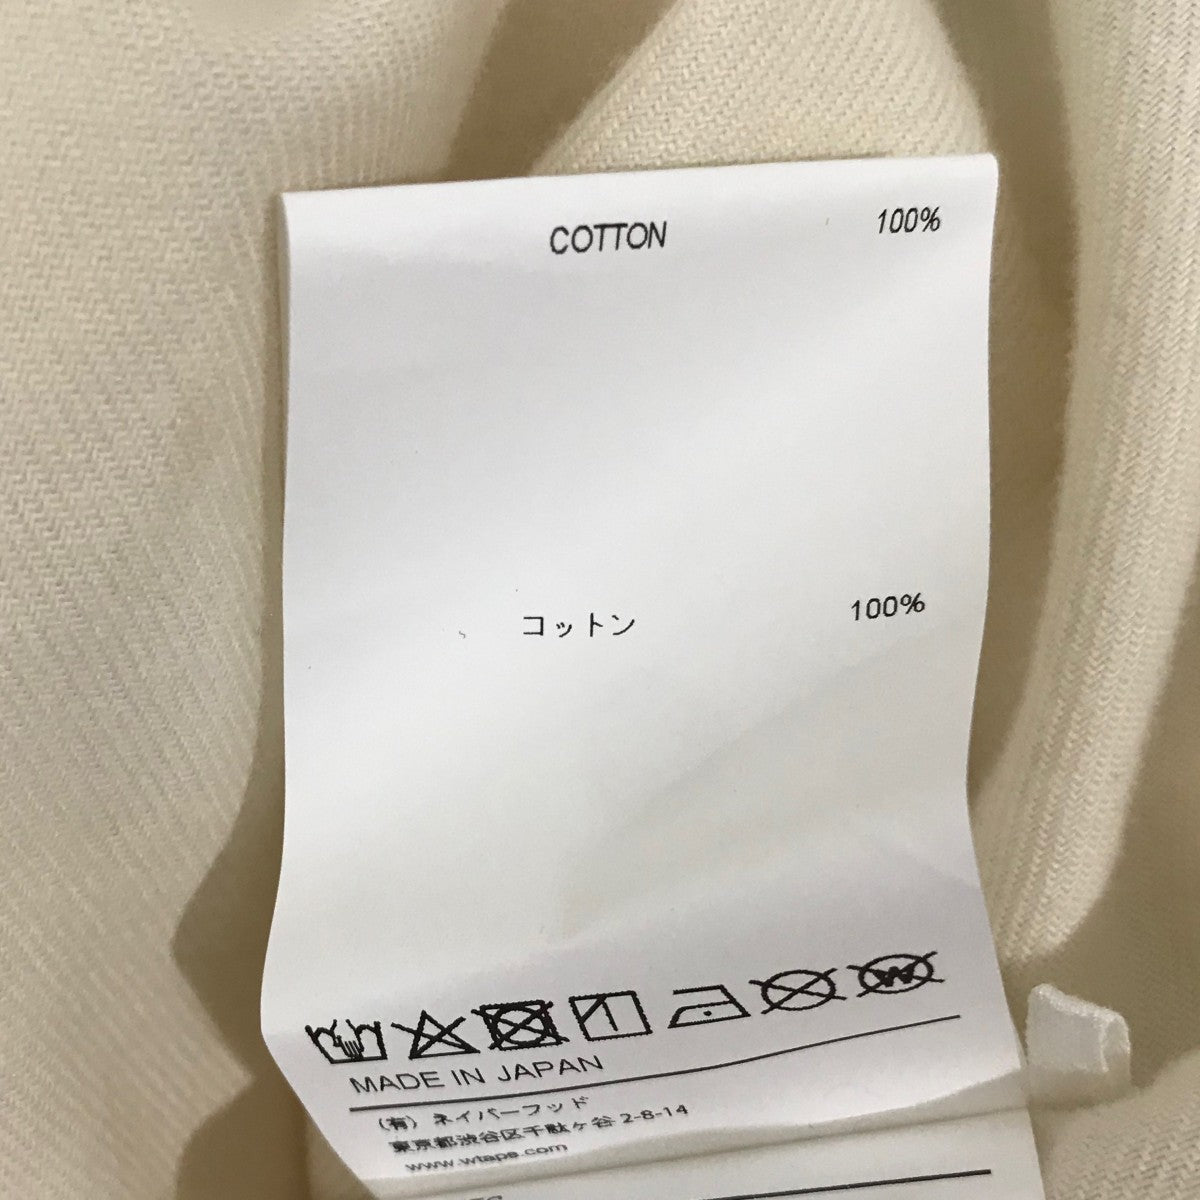 COTTON 100%
コットン 100%
W
MADE IN JAPAN
(有) ネイバーフッド
東京都渋谷区千駄ヶ谷 2-8-14
www.wtape.com